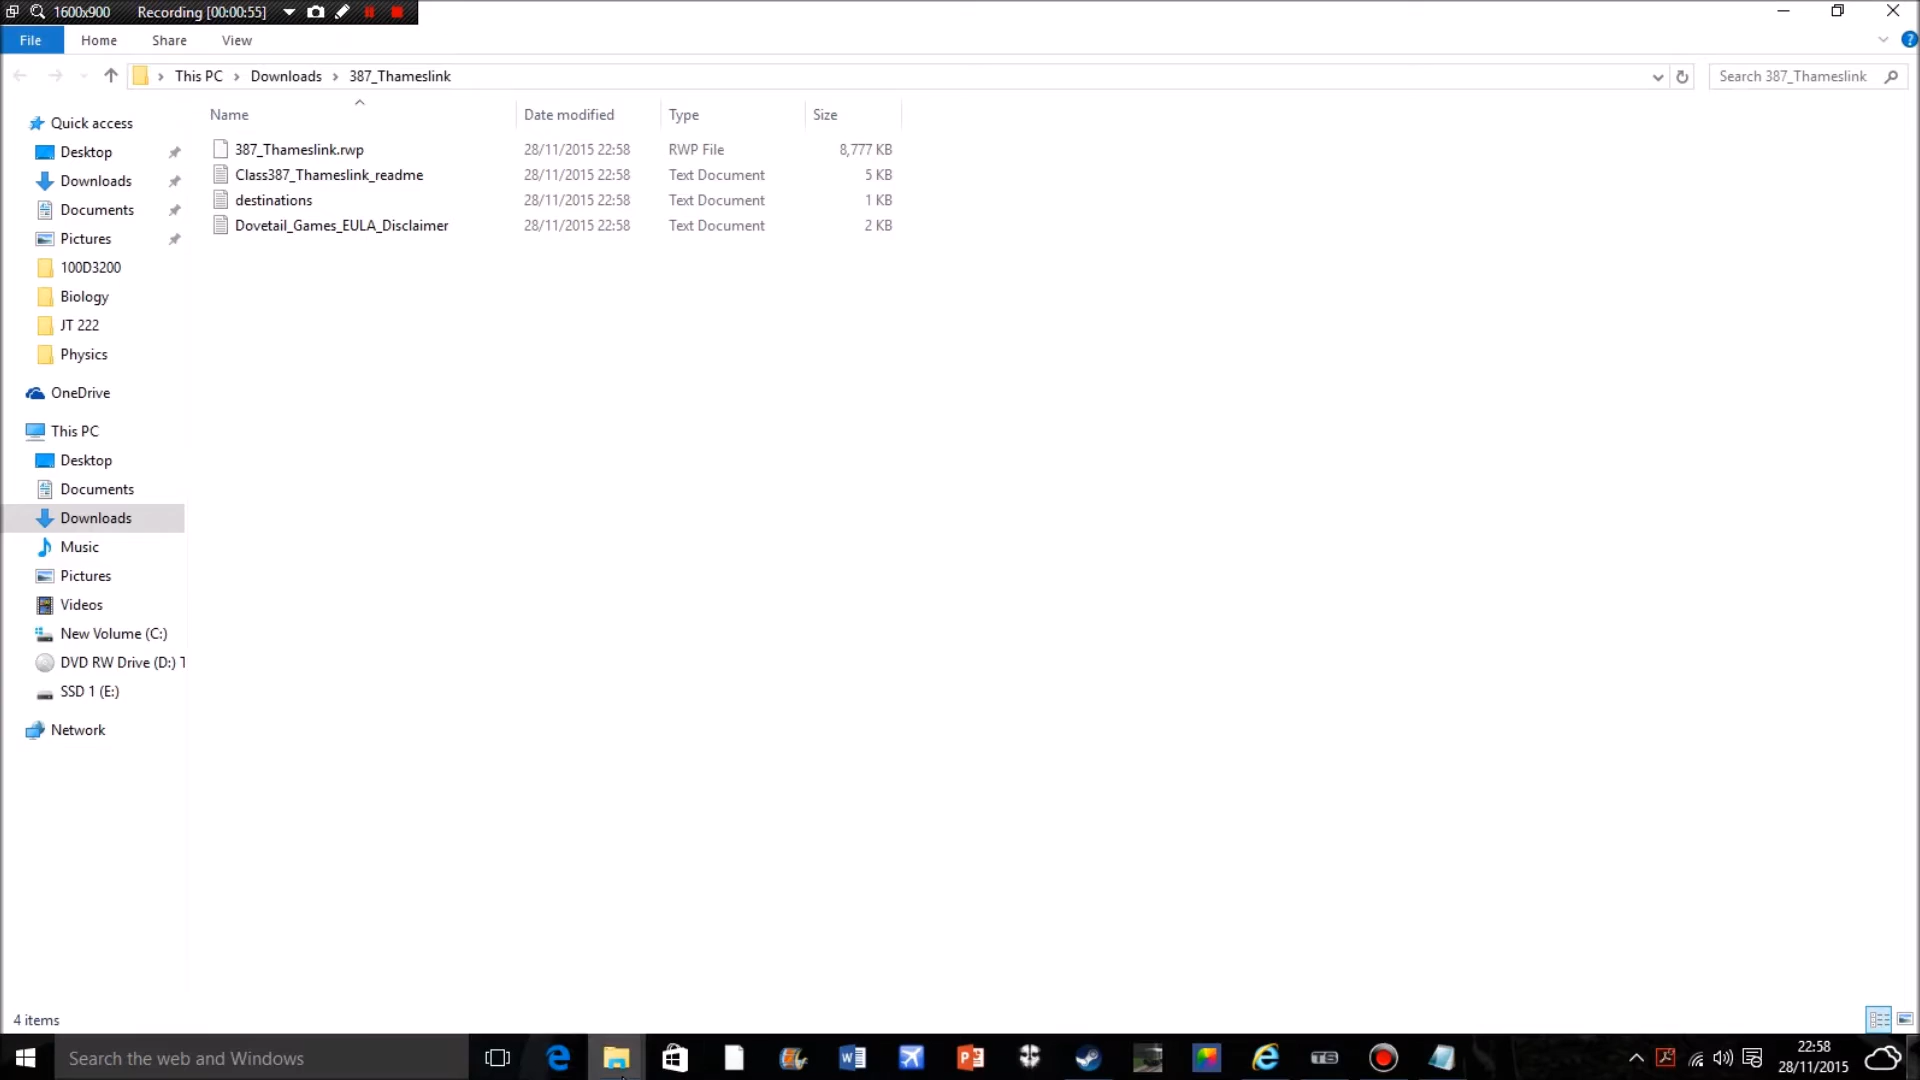 1600x900 Recording [00:00:55]
File Home Share View
This PC Downloads 387_Thameslink Search 387_Thameslink
Name Date modified Type Size
387_Thameslink.rwp 28/11/2015 22:58 RWP File 8,777 KB
Class387_Thameslink_readme 28/11/2015 22:58 Text Document 5 KB
destinations 28/11/2015 22:58 Text Document 1 KB
Dovetail_Games_EULA_Disclaimer 28/11/2015 22:58 Text Document 2 KB
Quick access
Desktop
Downloads
Documents
Pictures
100D3200
Biology
JT 222
Physics
OneDrive
This PC
Desktop
Documents
Downloads
Music
Pictures
Videos
New Volume (C:)
DVD RW Drive (D:) T
SSD 1 (E:)
Network
4 items
Search the web and Windows
TS
22:58
28/11/2015